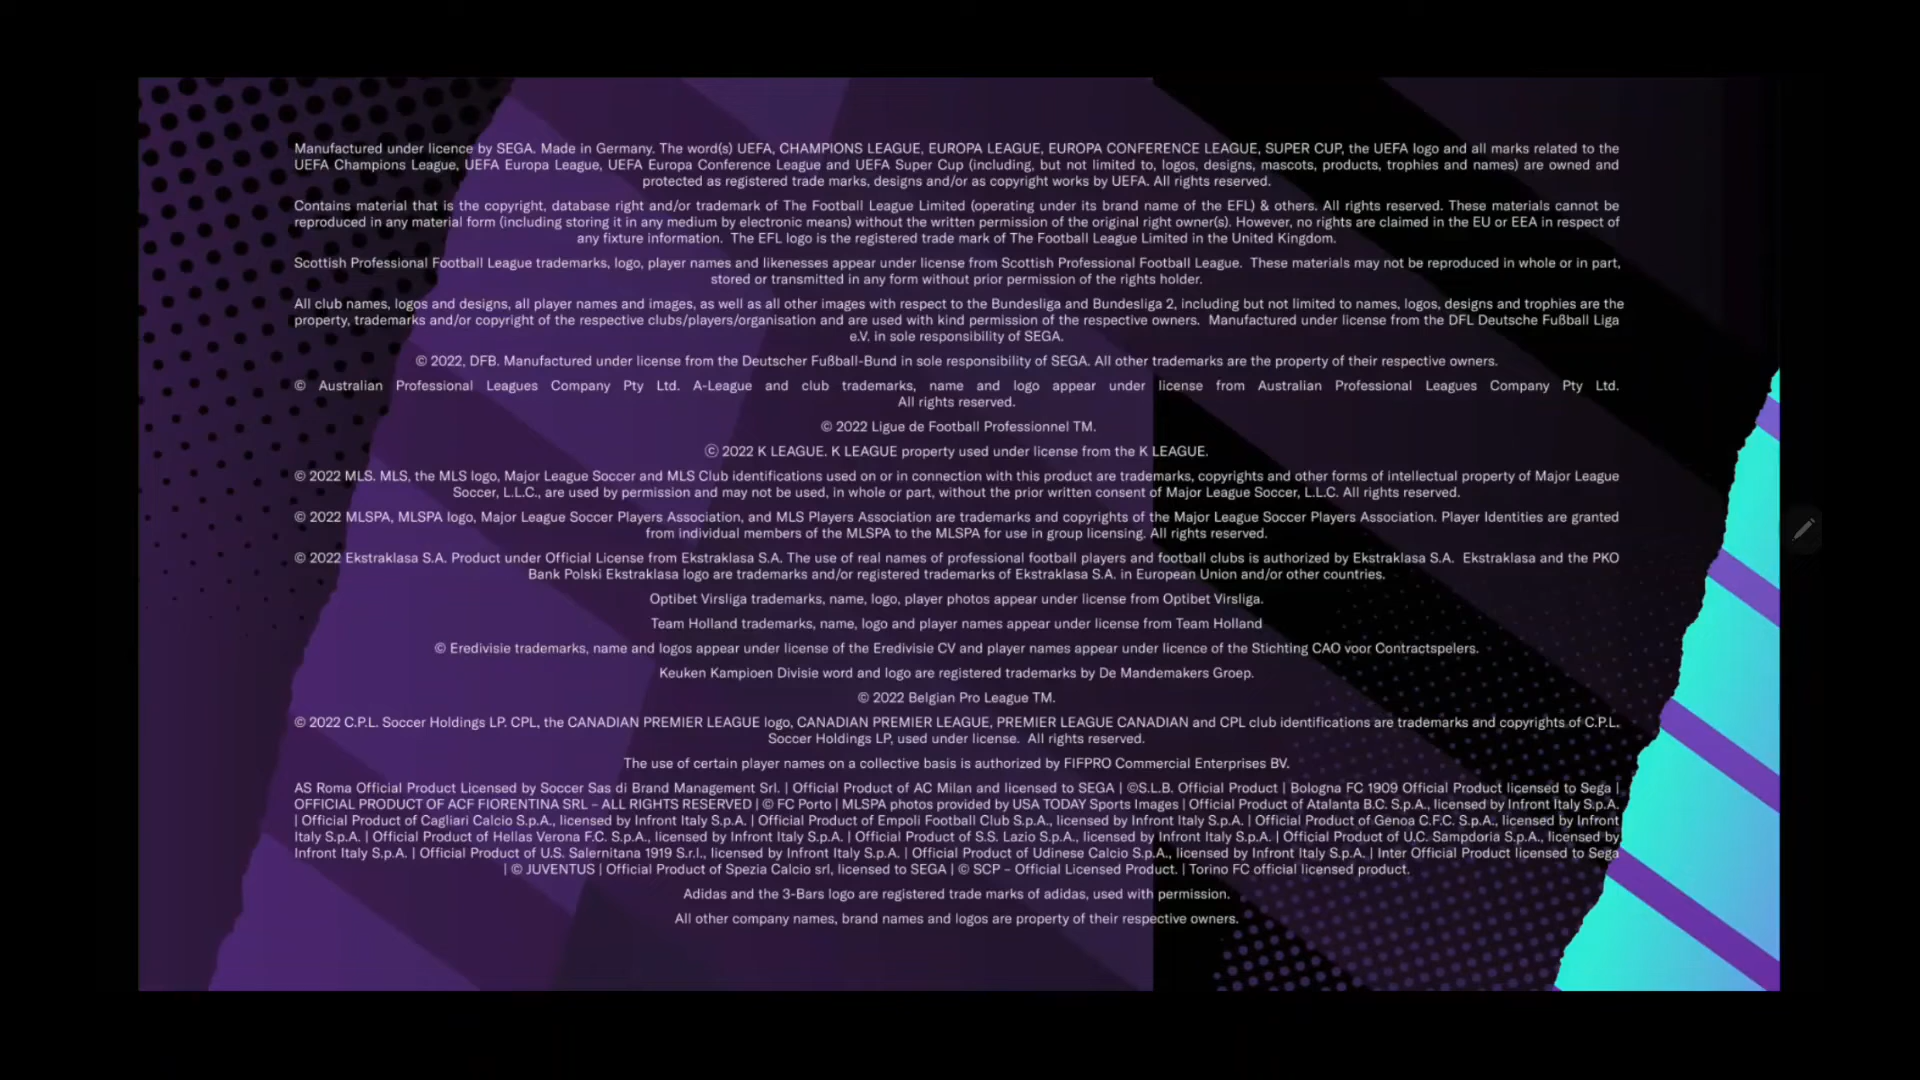 Manufactured under licence by SEGA. Made in Germany. The word(s) UEFA, CHAMPIONS LEAGUE, EUROPA LEAGUE, EUROPA CONFERENCE LEAGUE, SUPER CUP, the UEFA logo and all marks related to the
UEFA Champions League, UEFA Europa League, UEFA Europa Conference League and UEFA Super Cup (including, but not limited to, logos, designs, mascots, products, trophies and names) are owned and
protected as registered trade marks, designs and/or as copyright works by UEFA. All rights reserved.
Contains material that is the copyright, database right and/or trademark of The Football League Limited (operating under its brand name of the EFL) & others. All rights reserved. These materials cannot be
reproduced in any material form (including storing it in any medium by electronic means) without the written permission of the original right owner(s). However, no rights are claimed in the EU or EEA in respect of
any fixture information. The EFL logo is the registered trade mark of The Football League Limited in the United Kingdom.
Scottish Professional Football League trademarks, logo, player names and likenesses appear under license from Scottish Professional Football League. These materials may not be reproduced in whole or in part,
stored or transmitted in any form without prior permission of the rights holder.
All club names, logos and designs, all player names and images, as well as all other images with respect to the Bundesliga and Bundesliga 2, including but not limited to names, logos, designs and trophies are the
property, trademarks and/or copyright of the respective clubs/players/organisation and are used with kind permission of the respective owners. Manufactured under license from the DFL Deutsche Fußball Liga
e.V. in sole responsibility of SEGA.
© 2022, DFB. Manufactured under license from the Deutscher Fußball-Bund in sole responsibility of SEGA. All other trademarks are the property of their respective owners.
© Australian Professional Leagues Company Pty Ltd. A-League and club trademarks, name and logo appear under license from Australian Professional Leagues Company Pty Ltd.
All rights reserved.
© 2022 Ligue de Football Professionnel TM.
ⓒ 2022 K LEAGUE. K LEAGUE property used under license from the K LEAGUE.
© 2022 MLS. MLS, the MLS logo, Major League Soccer and MLS Club identifications used on or in connection with this product are trademarks, copyrights and other forms of intellectual property of Major League
Soccer, L.L.C., are used by permission and may not be used, in whole or part, without the prior written consent of Major League Soccer, L.L.C. All rights reserved.
© 2022 MLSPA, MLSPA logo, Major League Soccer Players Association, and MLS Players Association are trademarks and copyrights of the Major League Soccer Players Association. Player Identities are granted
from individual members of the MLSPA to the MLSPA for use in group licensing. All rights reserved.
© 2022 Ekstraklasa S.A. Product under Official License from Ekstraklasa S.A. The use of real names of professional football players and football clubs is authorized by Ekstraklasa S.A. Ekstraklasa and the PKO
Bank Polski Ekstraklasa logo are trademarks and/or registered trademarks of Ekstraklasa S.A. in European Union and/or other countries.
Optibet Virsliga trademarks, name, logo, player photos appear under license from Optibet Virsliga.
Team Holland trademarks, name, logo and player names appear under license from Team Holland
© Eredivisie trademarks, name and logos appear under license of the Eredivisie CV and player names appear under licence of the Stichting CAO voor Contractspelers.
Keuken Kampioen Divisie word and logo are registered trademarks by De Mandemakers Groep.
© 2022 Belgian Pro League TM.
© 2022 C.P.L. Soccer Holdings LP. CPL, the CANADIAN PREMIER LEAGUE logo, CANADIAN PREMIER LEAGUE, PREMIER LEAGUE CANADIAN and CPL club identifications are trademarks and copyrights of C.P.L.
Soccer Holdings LP, used under license. All rights reserved.
The use of certain player names on a collective basis is authorized by FIFPRO Commercial Enterprises BV.
AS Roma Official Product Licensed by Soccer Sas di Brand Management Srl. | Official Product of AC Milan and licensed to SEGA | ©S.L.B. Official Product | Bologna FC 1909 Official Product licensed to Sega |
OFFICIAL PRODUCT OF ACF FIORENTINA SRL – ALL RIGHTS RESERVED | © FC Porto | MLSPA photos provided by USA TODAY Sports Images | Official Product of Atalanta B.C. S.p.A., licensed by Infront Italy S.p.A.
| Official Product of Cagliari Calcio S.p.A., licensed by Infront Italy S.p.A. | Official Product of Empoli Football Club S.p.A., licensed by Infront Italy S.p.A. | Official Product of Genoa C.F.C. S.p.A., licensed by Infront
Italy S.p.A. | Official Product of Hellas Verona F.C. S.p.A., licensed by Infront Italy S.p.A. | Official Product of S.S. Lazio S.p.A., licensed by Infront Italy S.p.A. | Official Product of U.C. Sampdoria S.p.A., licensed by
Infront Italy S.p.A. | Official Product of U.S. Salernitana 1919 S.r.l., licensed by Infront Italy S.p.A. | Official Product of Udinese Calcio S.p.A., licensed by Infront Italy S.p.A. | Inter Official Product licensed to Sega
| © JUVENTUS | Official Product of Spezia Calcio srl, licensed to SEGA | © SCP – Official Licensed Product. | Torino FC official licensed product.
Adidas and the 3-Bars logo are registered trade marks of adidas, used with permission.
All other company names, brand names and logos are property of their respective owners.